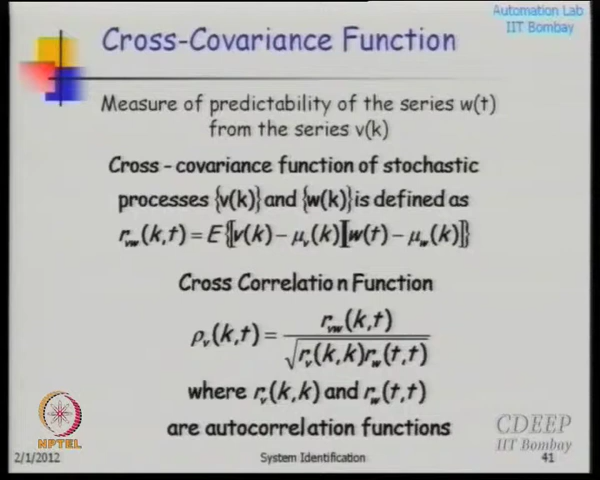 Automation Lab
IIT Bombay
Cross-Covariance Function
Measure of predictability of the series w(t)
from the series v(k)
Cross - covariance function of stochastic
processes {v(k)} and {w(k)} is defined as
r_vw(k,t) = E{[v(k) − μ_v(k)][w(t) − μ_w(k)]}
Cross Correlation Function
ρ_v(k,t) = r_vw(k,t) / √(r_v(k,k)r_w(t,t))
where r_v(k,k) and r_w(t,t)
are autocorrelation functions
NPTEL
CDEEP
IIT Bombay
2/1/2012
System Identification
41